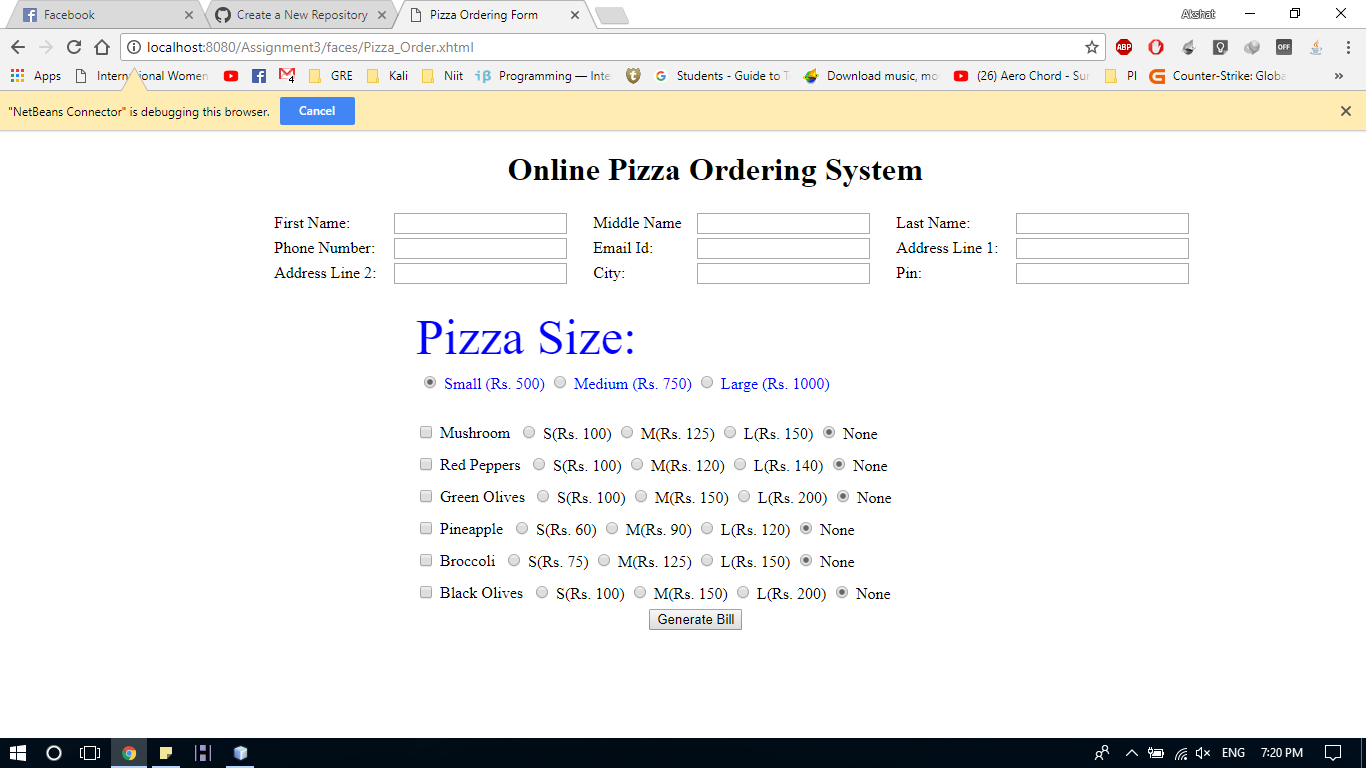 Facebook
Create a New Repository
Pizza Ordering Form
Akshat
localhost:8080/Assignment3/faces/Pizza_Order.xhtml
ABP
OFF
Apps
International Women
4
GRE
Kali
Niit
iβ Programming — Inte
G Students - Guide to T
Download music, mo
(26) Aero Chord - Sur
PI
Counter-Strike: Globa
»
"NetBeans Connector" is debugging this browser.
Cancel
Online Pizza Ordering System
First Name: Middle Name Last Name:
Phone Number: Email Id: Address Line 1:
Address Line 2: City: Pin:
Pizza Size:
Small (Rs. 500) Medium (Rs. 750) Large (Rs. 1000)
Mushroom S(Rs. 100) M(Rs. 125) L(Rs. 150) None
Red Peppers S(Rs. 100) M(Rs. 120) L(Rs. 140) None
Green Olives S(Rs. 100) M(Rs. 150) L(Rs. 200) None
Pineapple S(Rs. 60) M(Rs. 90) L(Rs. 120) None
Broccoli S(Rs. 75) M(Rs. 125) L(Rs. 150) None
Black Olives S(Rs. 100) M(Rs. 150) L(Rs. 200) None
Generate Bill
ENG
7:20 PM